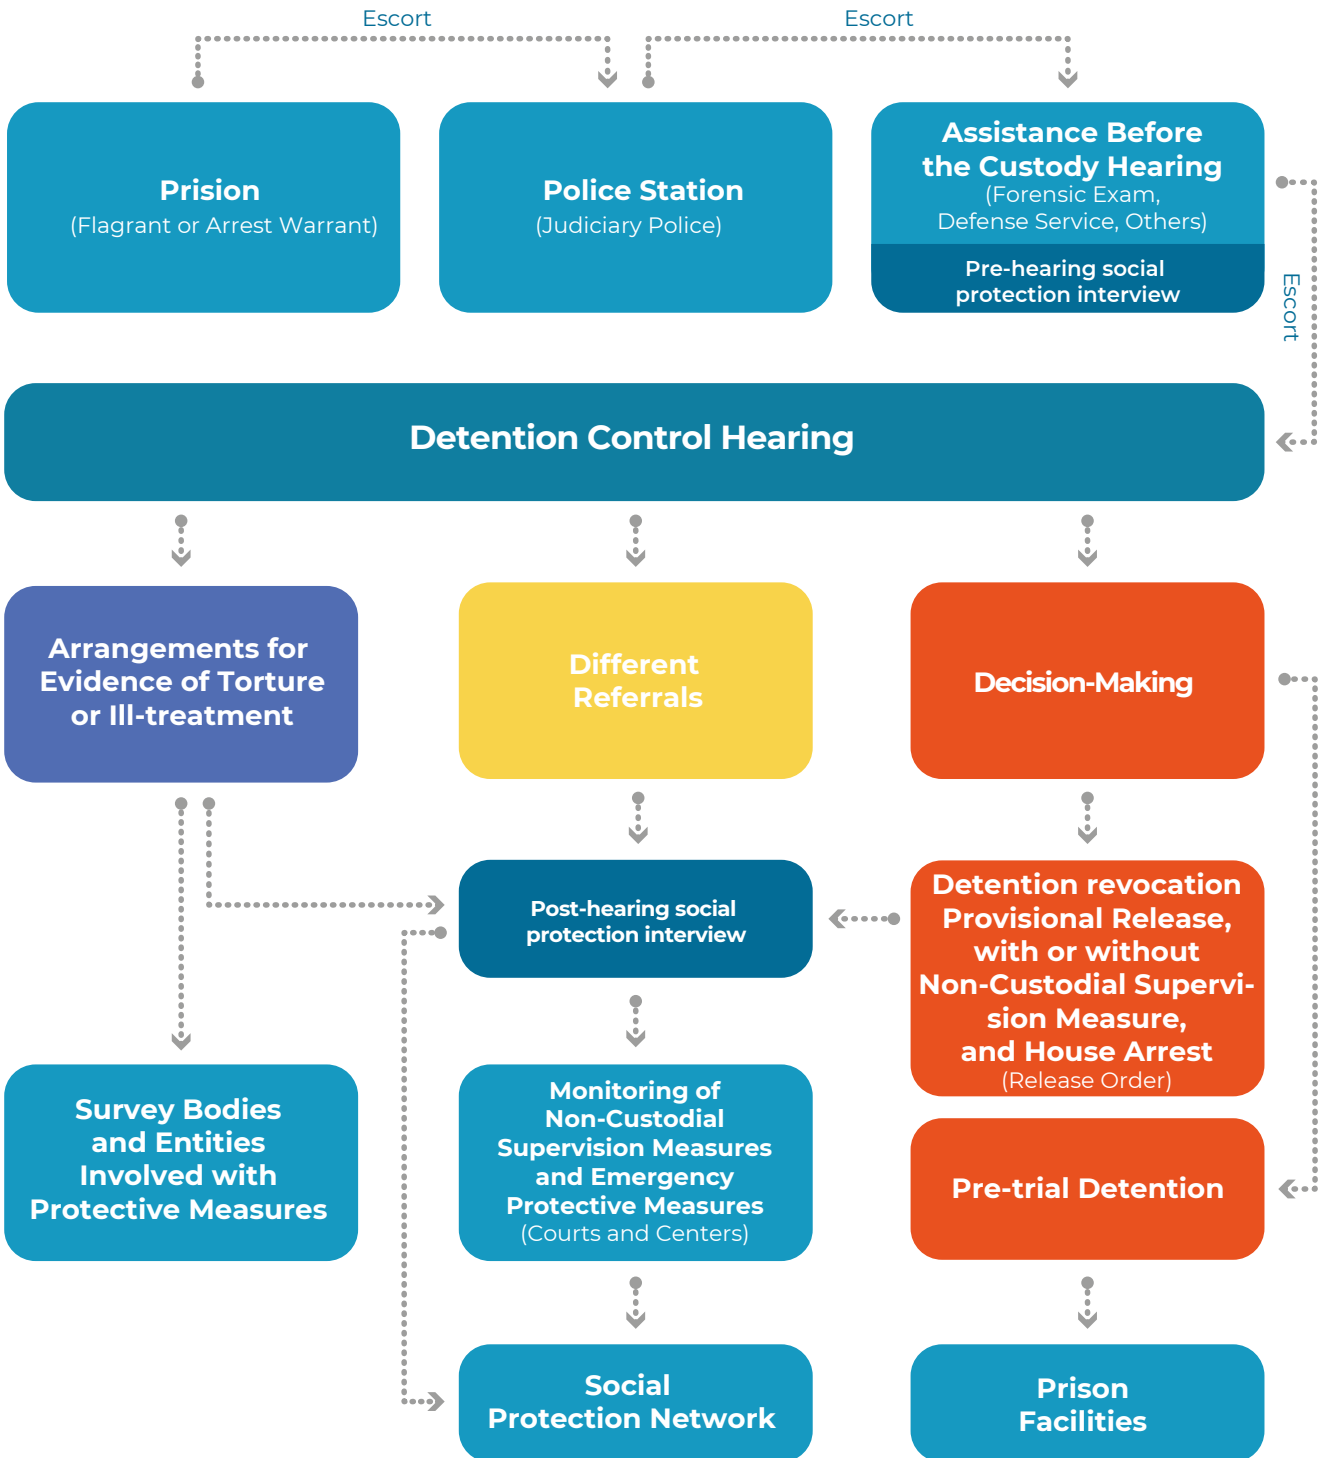 Escort
Escort
Prision
(Flagrant or Arrest Warrant)
Police Station
(Judiciary Police)
Assistance Before
the Custody Hearing
(Forensic Exam,
Defense Service, Others)
Pre-hearing social
protection interview
Escort
Detention Control Hearing
Arrangements for
Evidence of Torture
or Ill-treatment
Different
Referrals
Decision-Making
Post-hearing social
protection interview
Detention revocation
Provisional Release,
with or without
Non-Custodial Supervi-
sion Measure,
and House Arrest
(Release Order)
Survey Bodies
and Entities
Involved with
Protective Measures
Monitoring of
Non-Custodial
Supervision Measures
and Emergency
Protective Measures
(Courts and Centers)
Pre-trial Detention
Social
Protection Network
Prison
Facilities